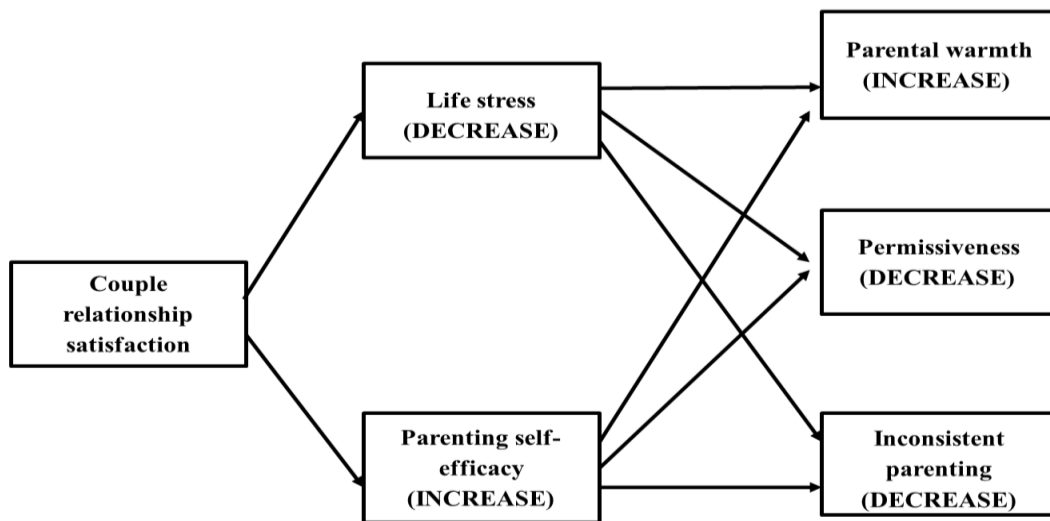 Couple
relationship
satisfaction
Life stress
(DECREASE)
Parenting self-
efficacy
(INCREASE)
Parental warmth
(INCREASE)
Permissiveness
(DECREASE)
Inconsistent
parenting
(DECREASE)